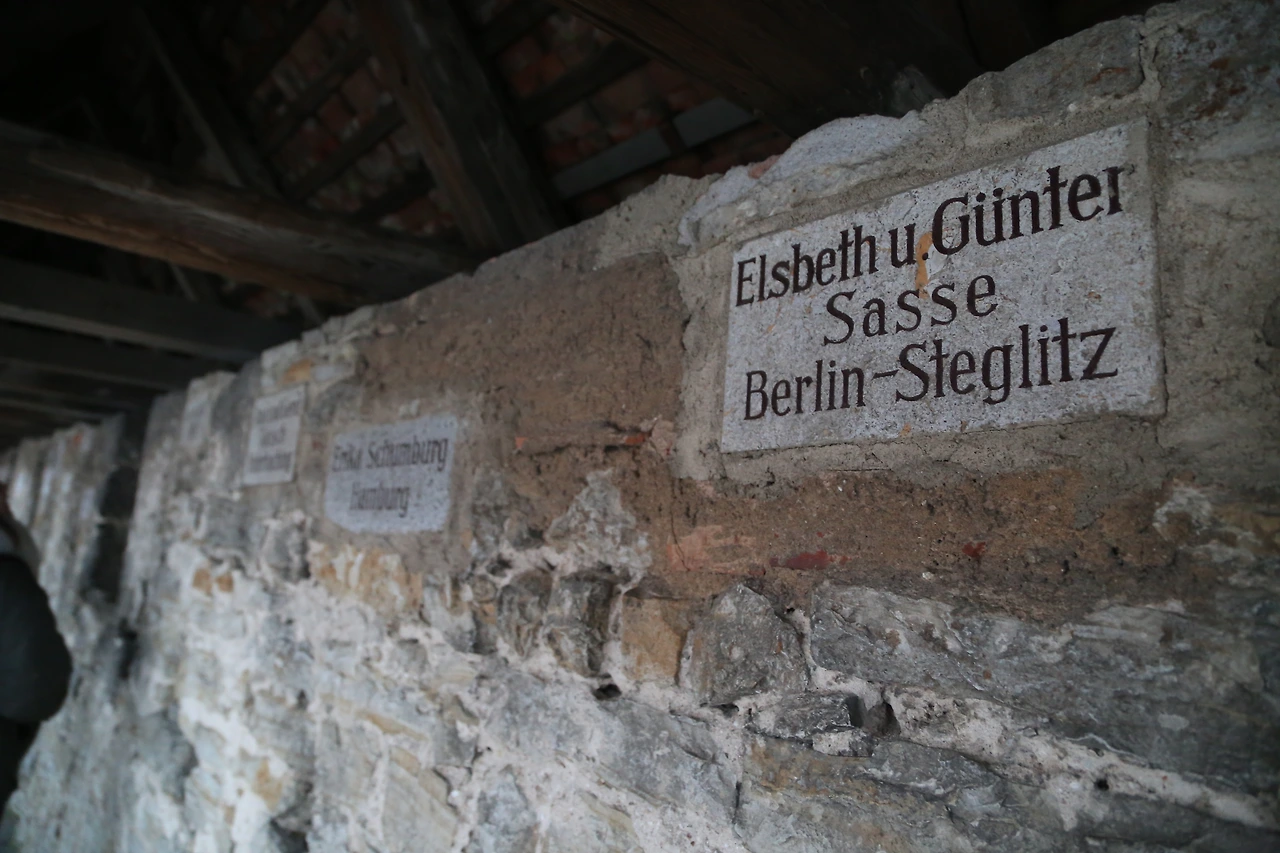 Elsbeth u. Günter
Sasse
Berlin-Steglitz
Erika Schumburg
Hamburg